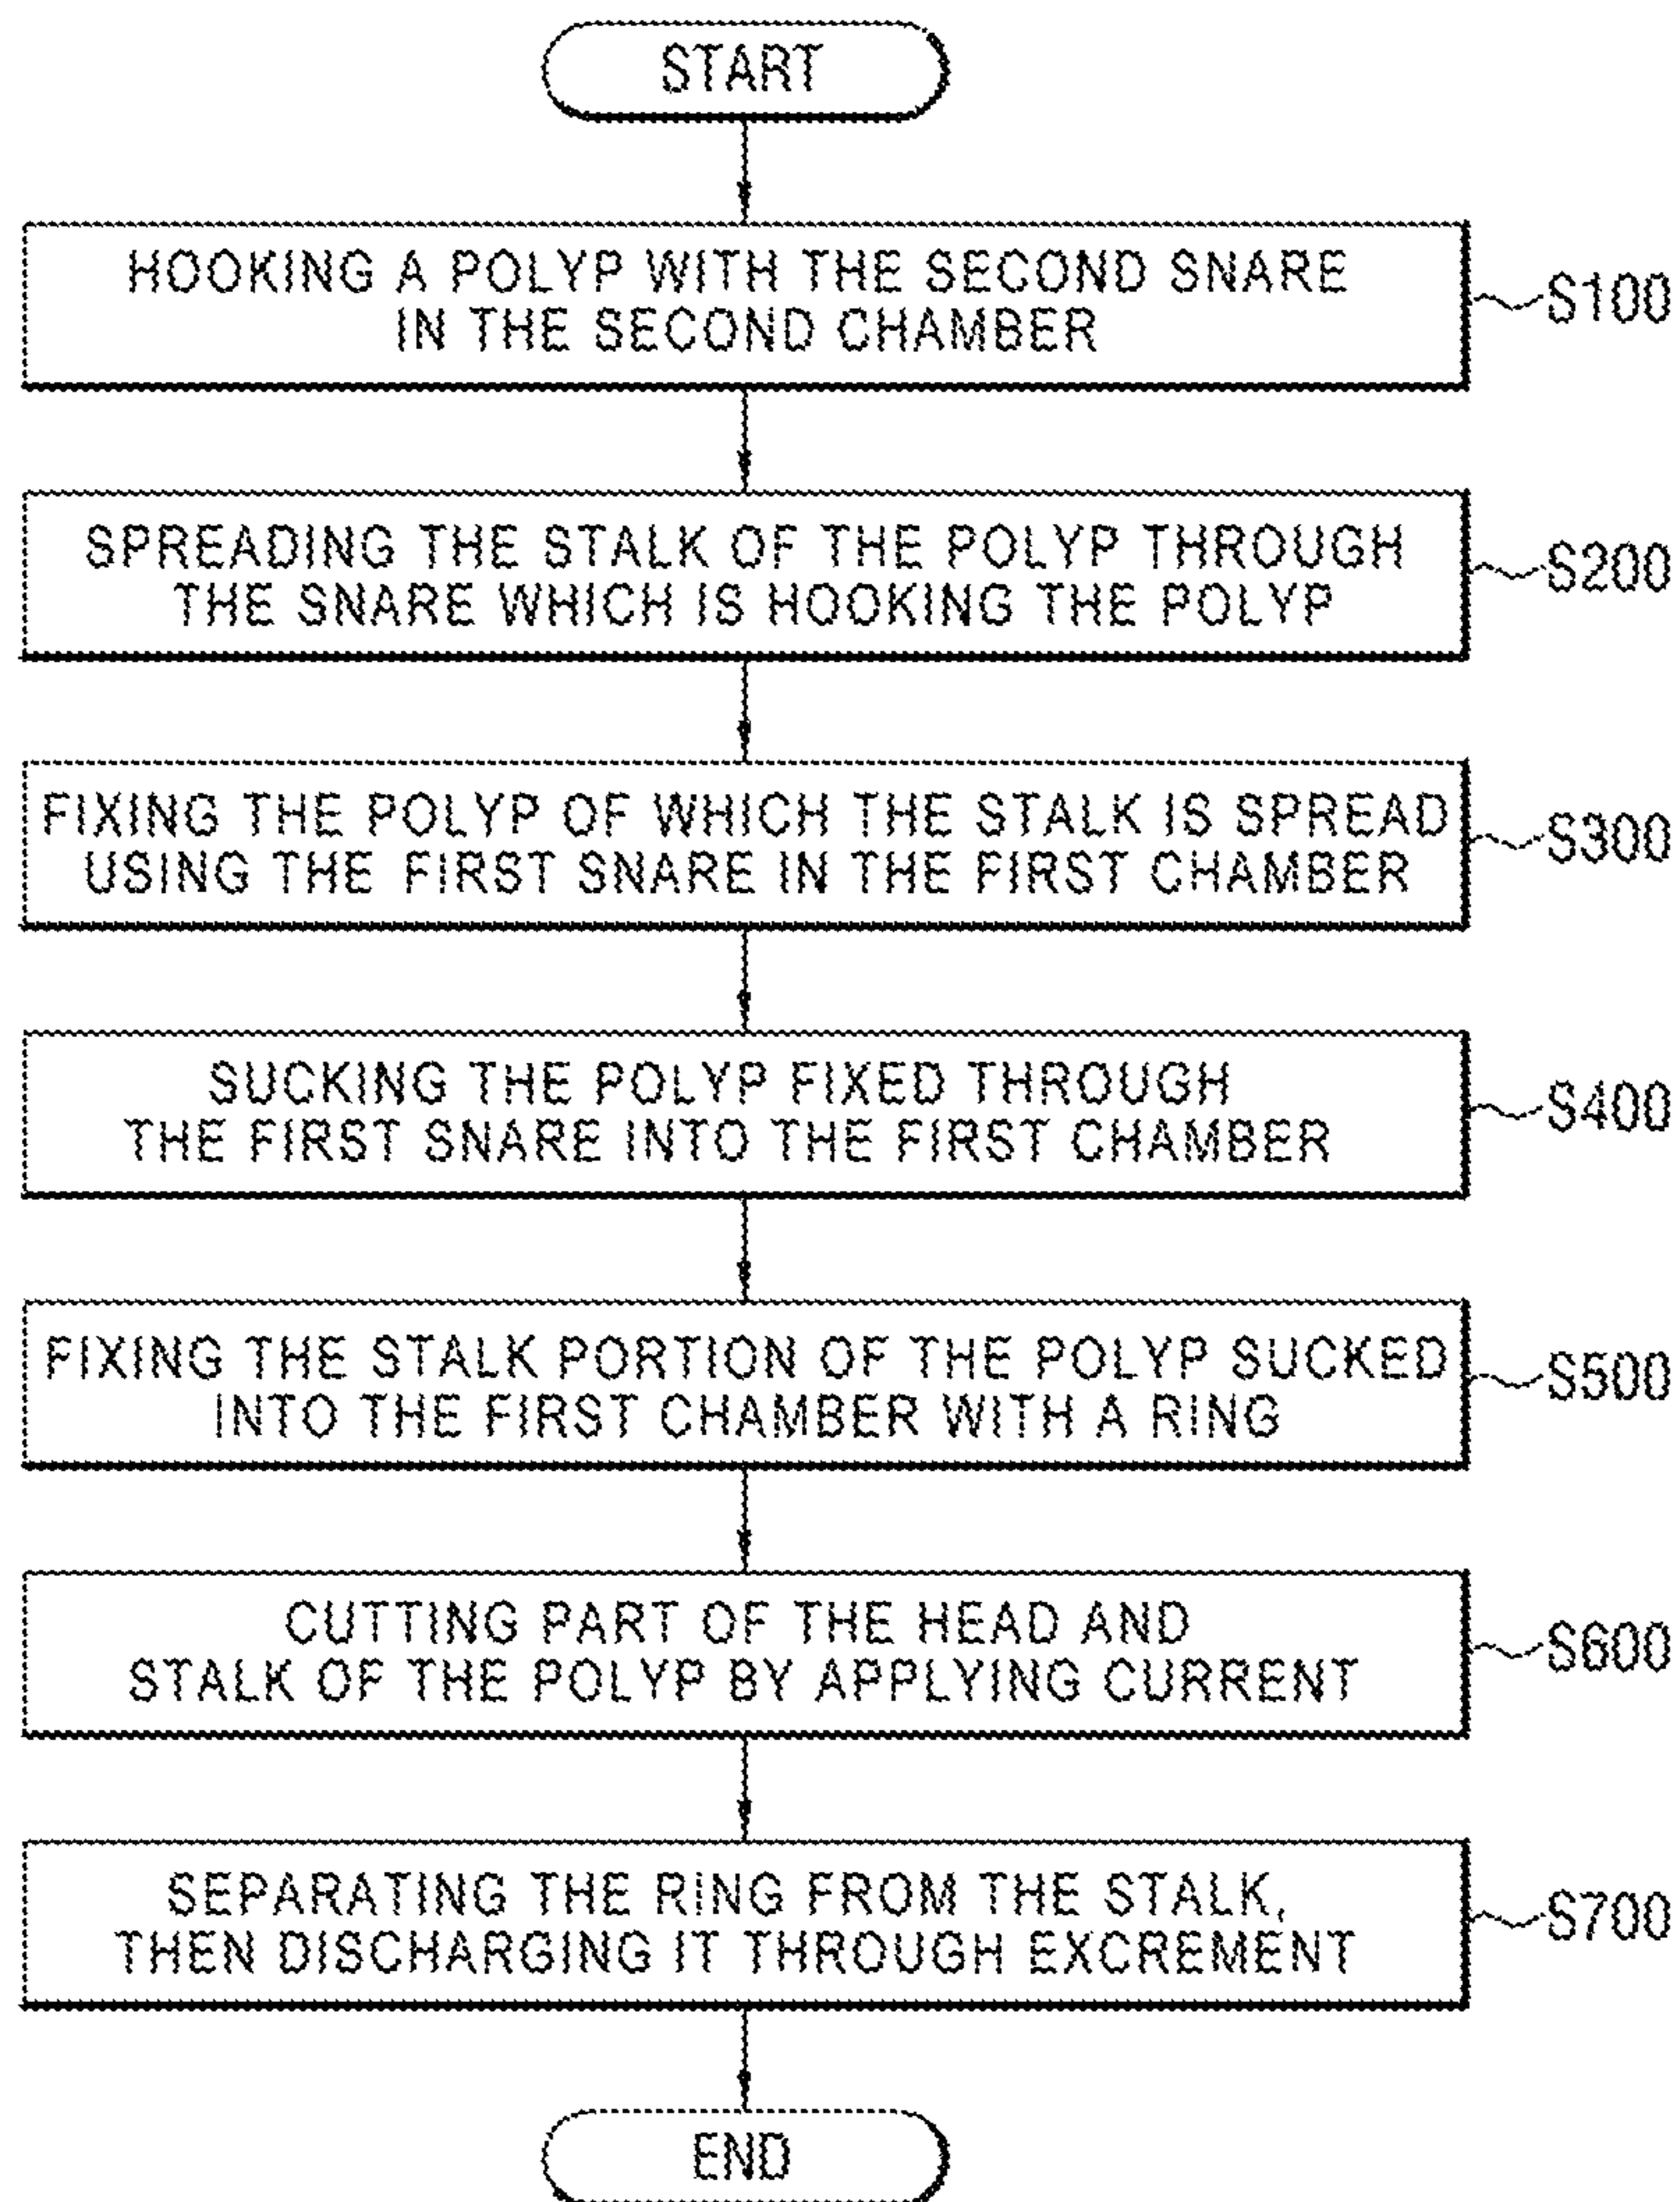 START
HOOKING A POLYP WITH THE SECOND SNARE
IN THE SECOND CHAMBER
S100
SPREADING THE STALK OF THE POLYP THROUGH
THE SNARE WHICH IS HOOKING THE POLYP
S200
FIXING THE POLYP OF WHICH THE STALK IS SPREAD
USING THE FIRST SNARE IN THE FIRST CHAMBER
S300
SUCKING THE POLYP FIXED THROUGH
THE FIRST SNARE INTO THE FIRST CHAMBER
S400
FIXING THE STALK PORTION OF THE POLYP SUCKED
INTO THE FIRST CHAMBER WITH A RING
S500
CUTTING PART OF THE HEAD AND
STALK OF THE POLYP BY APPLYING CURRENT
S600
SEPARATING THE RING FROM THE STALK,
THEN DISCHARGING IT THROUGH EXCREMENT
S700
END